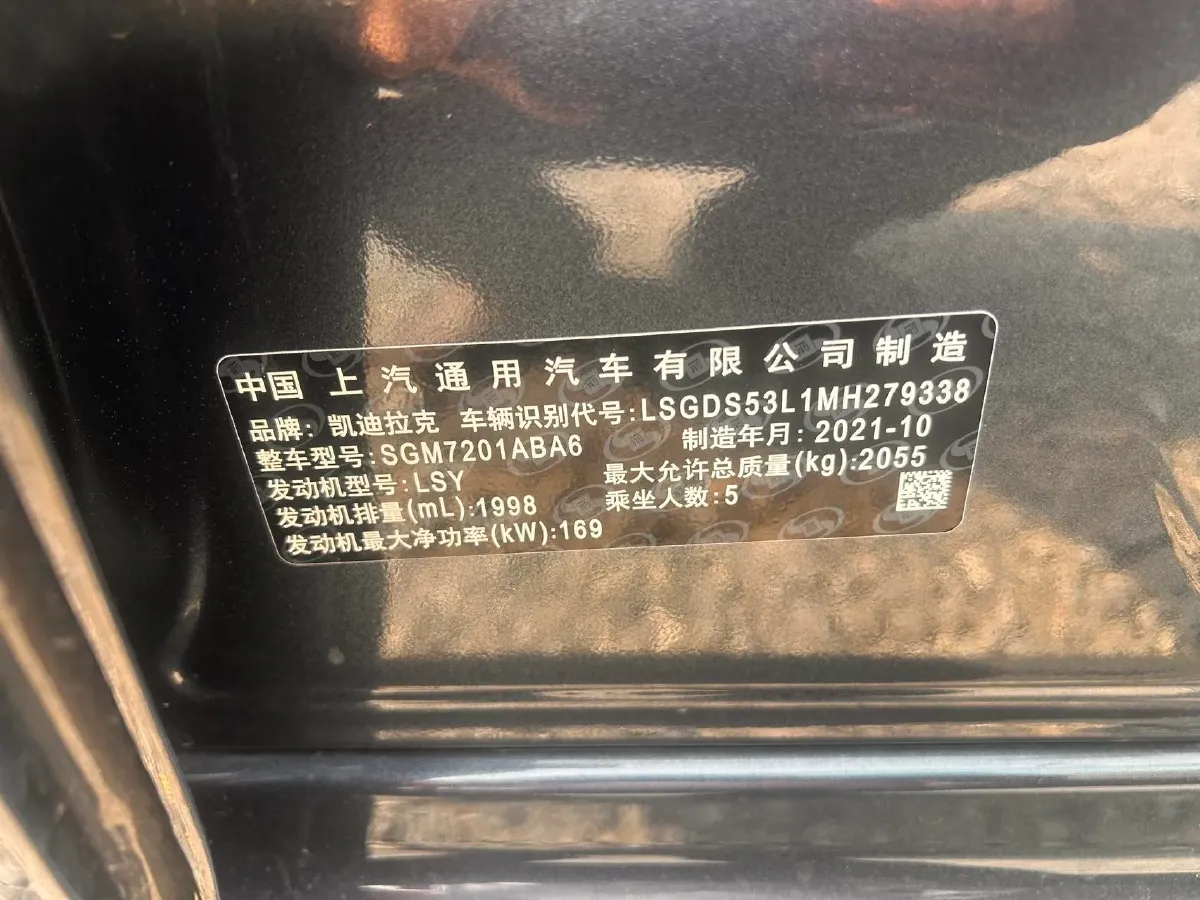 中国 上汽通用汽车有限公司制造
品牌: 凯迪拉克 车辆识别代号:LSGDS53L1MH279338
整车型号:SGM7201ABA6 制造年月: 2021-10
发动机型号:LSY 最大允许总质量(kg):2055
发动机排量(mL):1998 乘坐人数:5
发动机最大净功率(kW):169